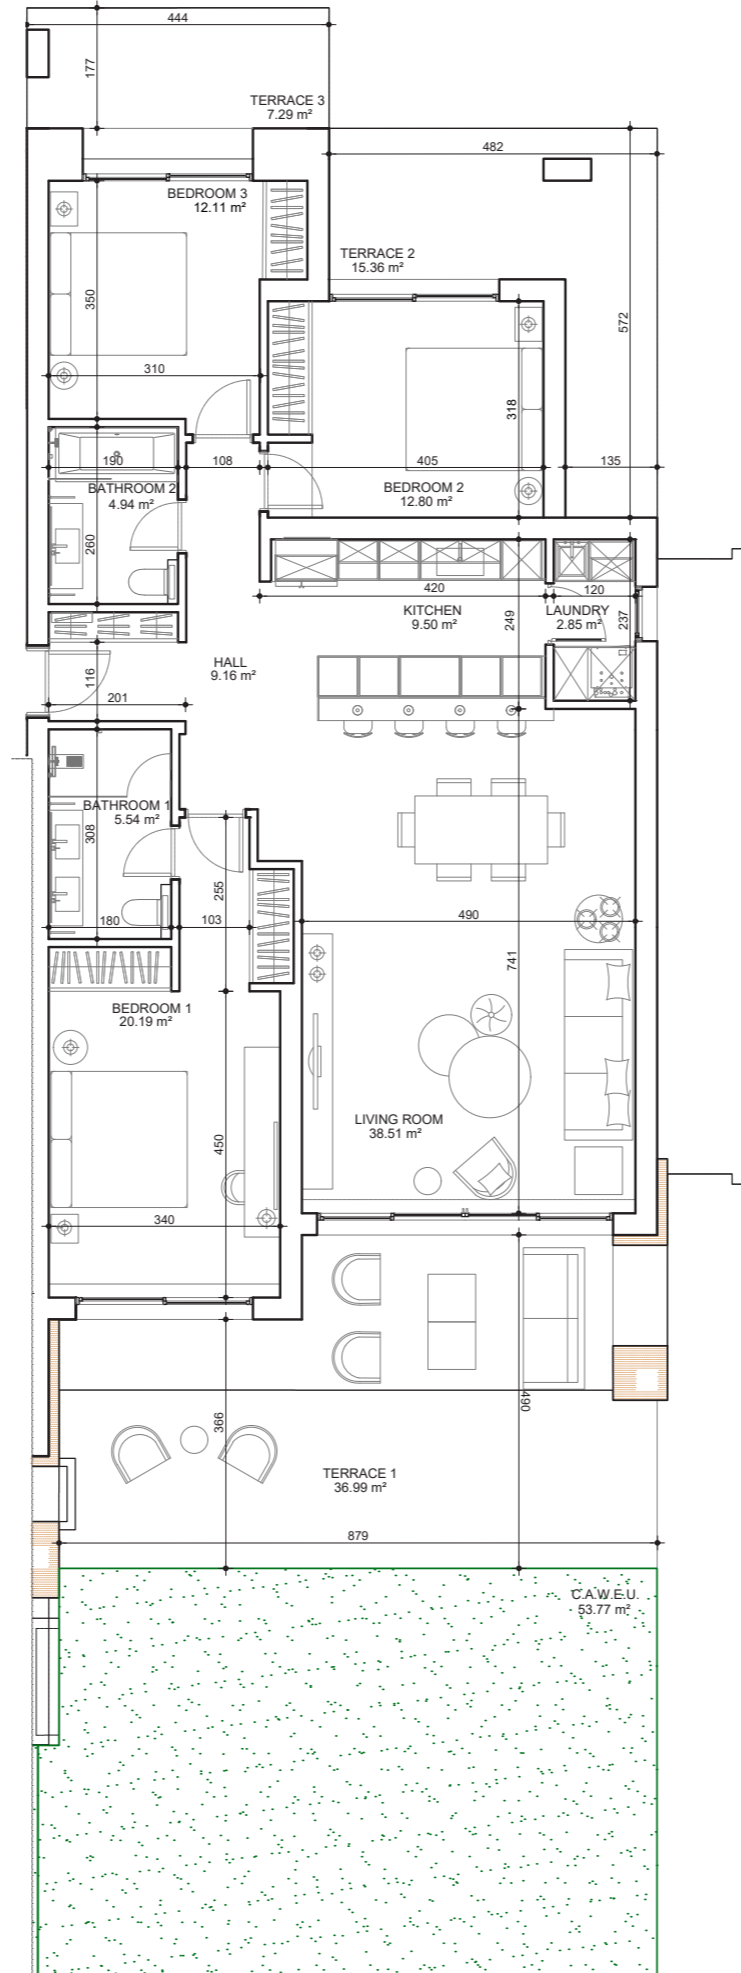 444
177
TERRACE 3
7.29 m²
482
BEDROOM 3
12.11 m²
TERRACE 2
15.36 m²
350
572
310
318
190
108
405
135
BATHROOM 2
4.94 m²
BEDROOM 2
12.80 m²
260
420
120
KITCHEN
9.50 m²
249
LAUNDRY
2.85 m²
237
HALL
9.16 m²
116
201
BATHROOM 1
5.54 m²
308
255
180
103
490
741
BEDROOM 1
20.19 m²
LIVING ROOM
38.51 m²
450
340
490
366
TERRACE 1
36.99 m²
879
C.A.W.E.U.
53.77 m²